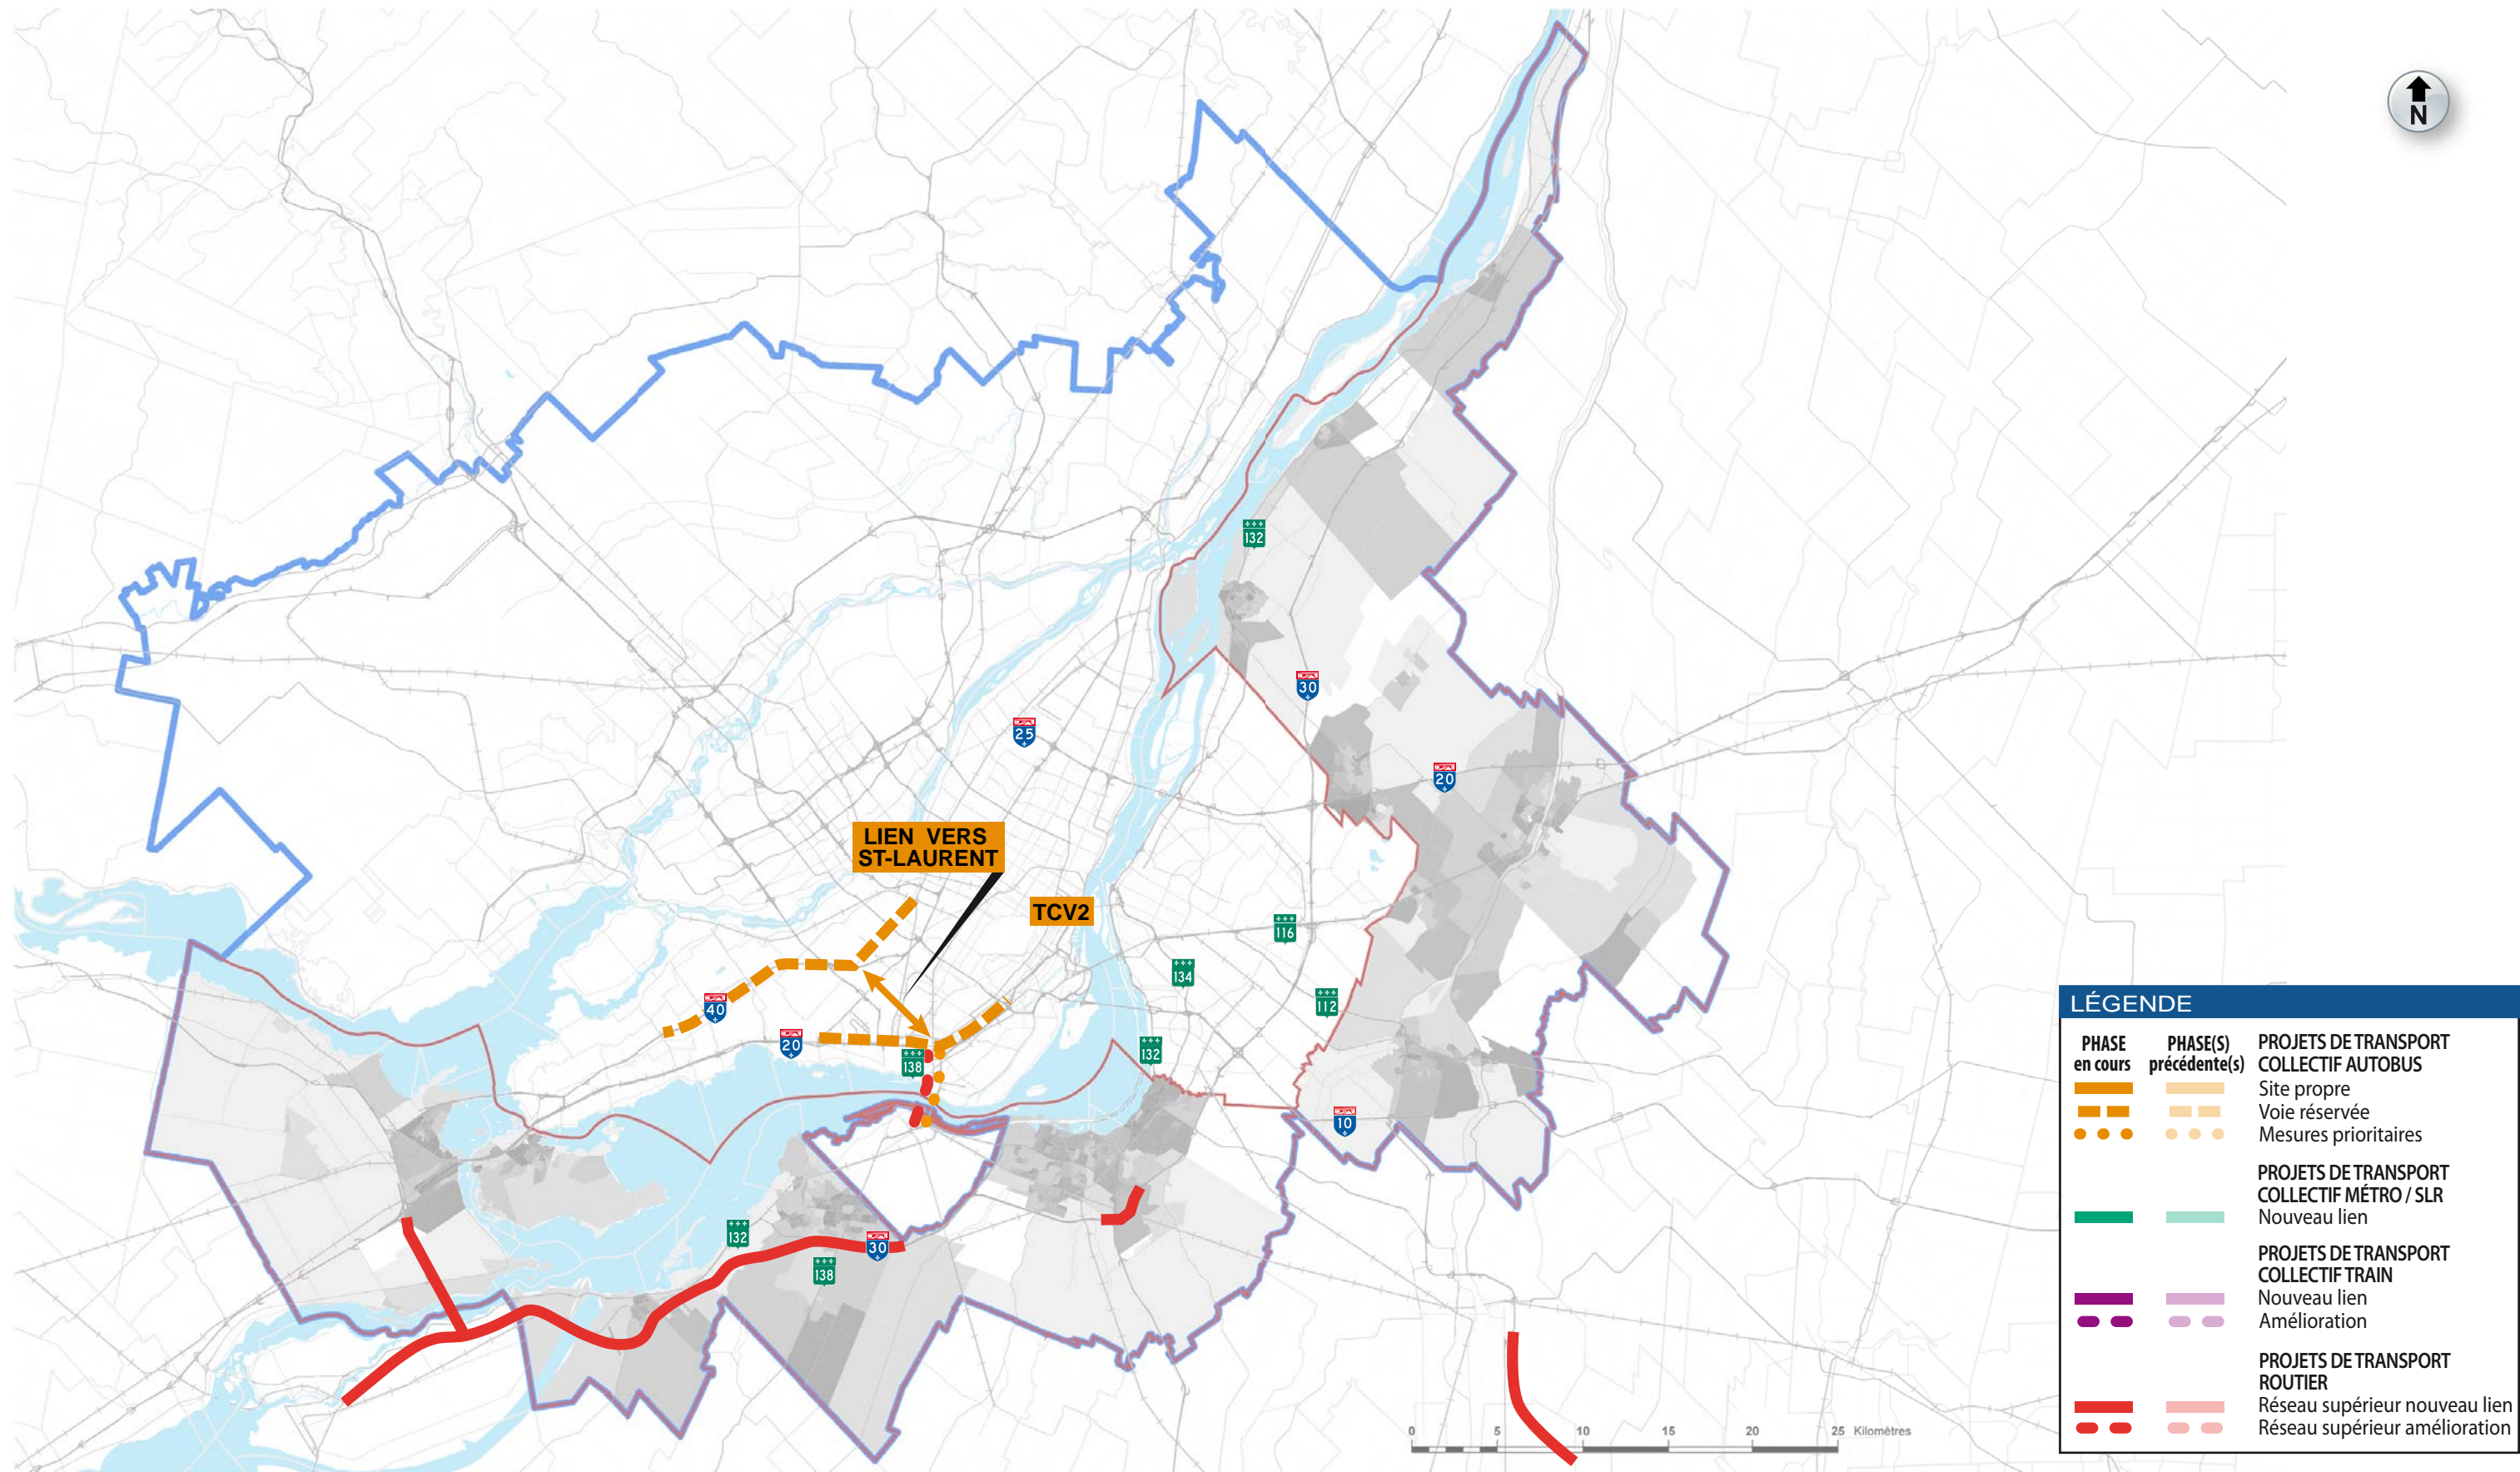 N
132
30
25
20
LIEN VERS
ST-LAURENT
TCV2
116
134
112
40
20
138
132
10
132
30
138
LÉGENDE
PHASE
en cours
PHASE(S)
précédente(s)
PROJETS DE TRANSPORT
COLLECTIF AUTOBUS
Site propre
Voie réservée
Mesures prioritaires
PROJETS DE TRANSPORT
COLLECTIF MÉTRO / SLR
Nouveau lien
PROJETS DE TRANSPORT
COLLECTIF TRAIN
Nouveau lien
Amélioration
PROJETS DE TRANSPORT
ROUTIER
Réseau supérieur nouveau lien
Réseau supérieur amélioration
0 5 10 15 20 25 Kilomètres